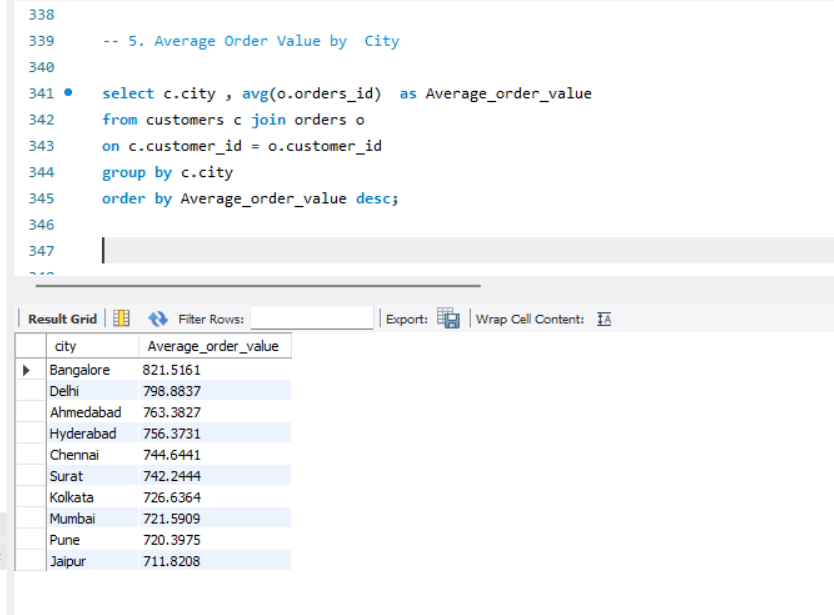 338
339 -- 5. Average Order Value by  City
340
341 select c.city , avg(o.orders_id)  as Average_order_value
342 from customers c join orders o
343 on c.customer_id = o.customer_id
344 group by c.city
345 order by Average_order_value desc;
346
347
Result Grid Filter Rows: Export: Wrap Cell Content: IA
city Average_order_value
Bangalore 821.5161
Delhi 798.8837
Ahmedabad 763.3827
Hyderabad 756.3731
Chennai 744.6441
Surat 742.2444
Kolkata 726.6364
Mumbai 721.5909
Pune 720.3975
Jaipur 711.8208